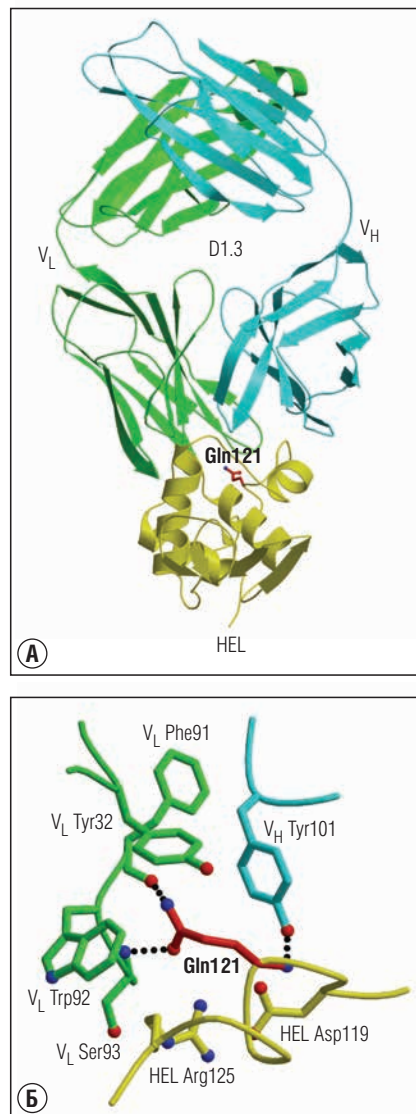 V_L
V_H
D1.3
Gln121
HEL
А
V_L Phe91
V_L Tyr32
V_H Tyr101
Gln121
V_L Trp92
HEL Asp119
V_L Ser93
HEL Arg125
Б